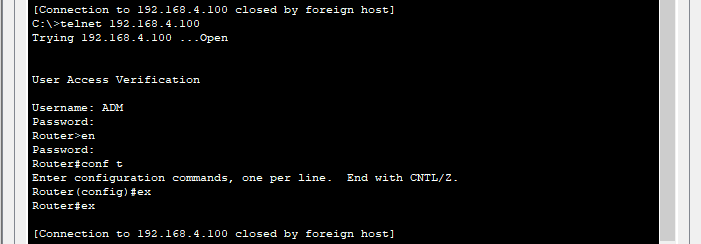 [Connection to 192.168.4.100 closed by foreign host]
C:\>telnet 192.168.4.100
Trying 192.168.4.100 ...Open
User Access Verification
Username: ADM
Password:
Router>en
Password:
Router#conf t
Enter configuration commands, one per line.  End with CNTL/Z.
Router(config)#ex
Router#ex
[Connection to 192.168.4.100 closed by foreign host]